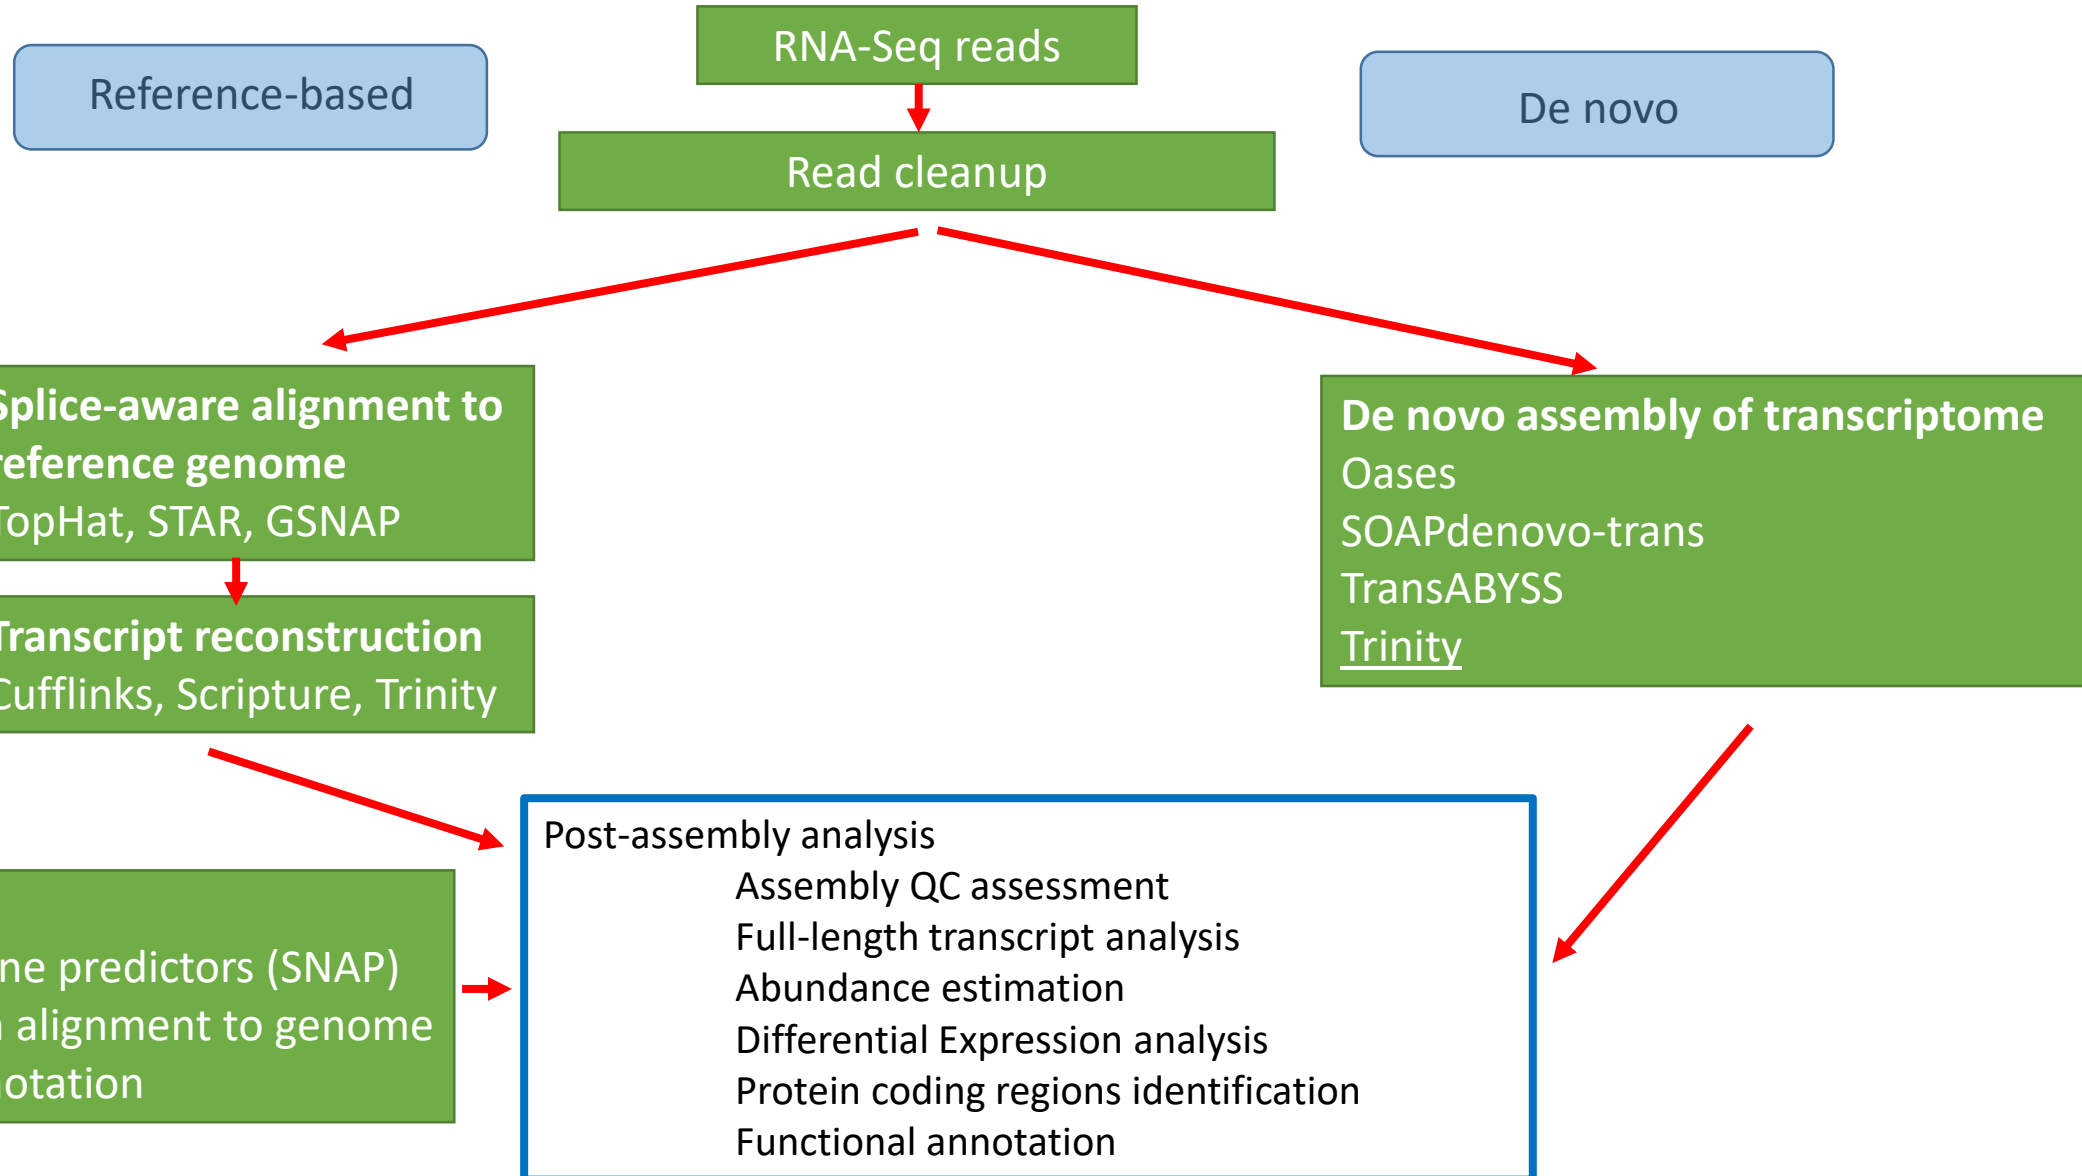 Reference-based
RNA-Seq reads
De novo
Read cleanup
Splice-aware alignment to
reference genome
TopHat, STAR, GSNAP
Transcript reconstruction
Cufflinks, Scripture, Trinity
De novo assembly of transcriptome
Oases
SOAPdenovo-trans
TransABYSS
Trinity
predictors (SNAP)
alignment to genome
Post-assembly analysis
Assembly QC assessment
Full-length transcript analysis
Abundance estimation
Differential Expression analysis
Protein coding regions identification
Functional annotation